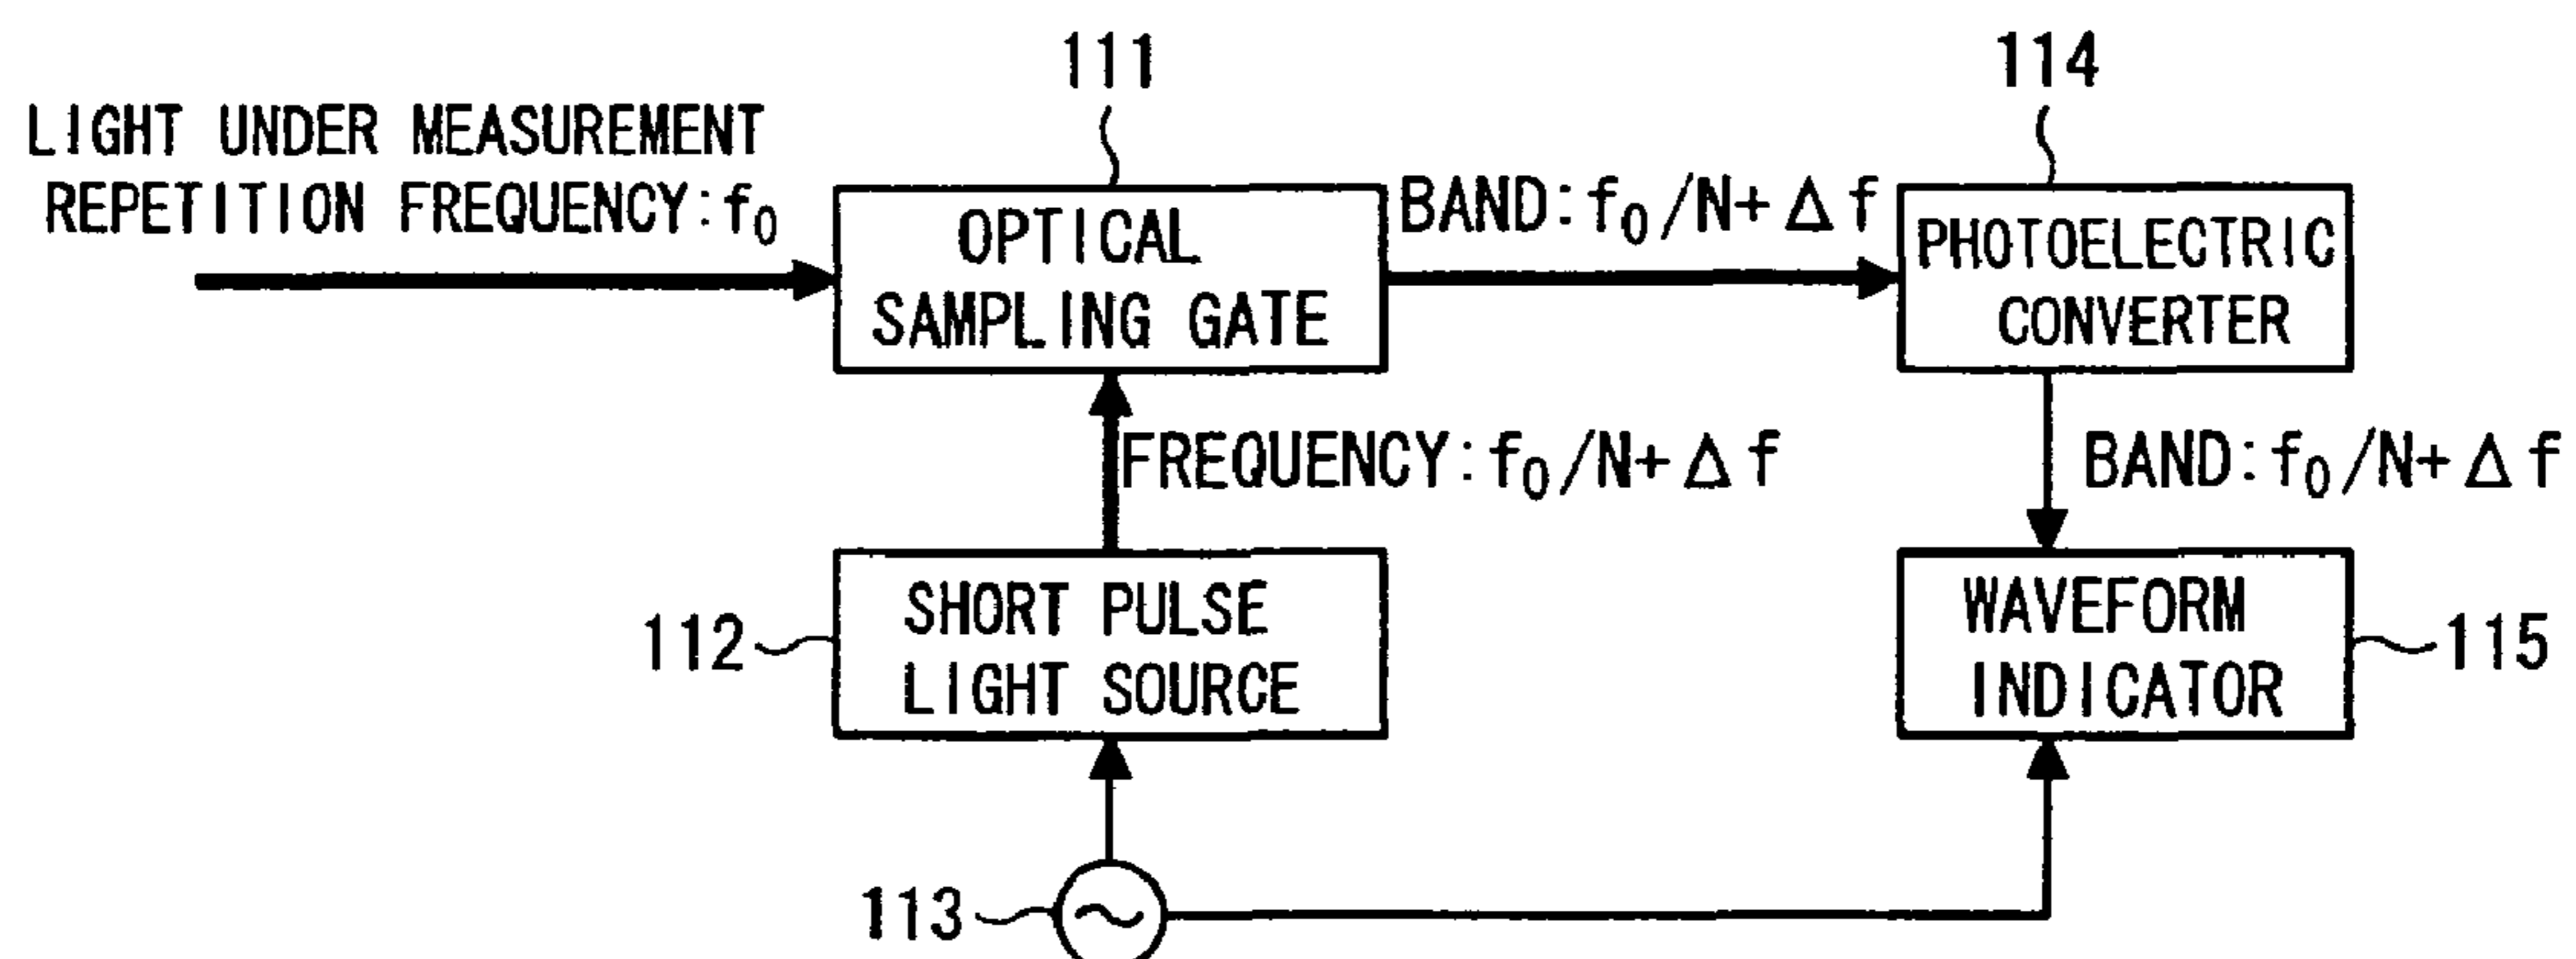 111
114
LIGHT UNDER MEASUREMENT
REPETITION FREQUENCY:f₀
OPTICAL
SAMPLING GATE
BAND:f₀/N+Δf
PHOTOELECTRIC
CONVERTER
FREQUENCY:f₀/N+Δf
BAND:f₀/N+Δf
112
SHORT PULSE
LIGHT SOURCE
WAVEFORM
INDICATOR
115
113